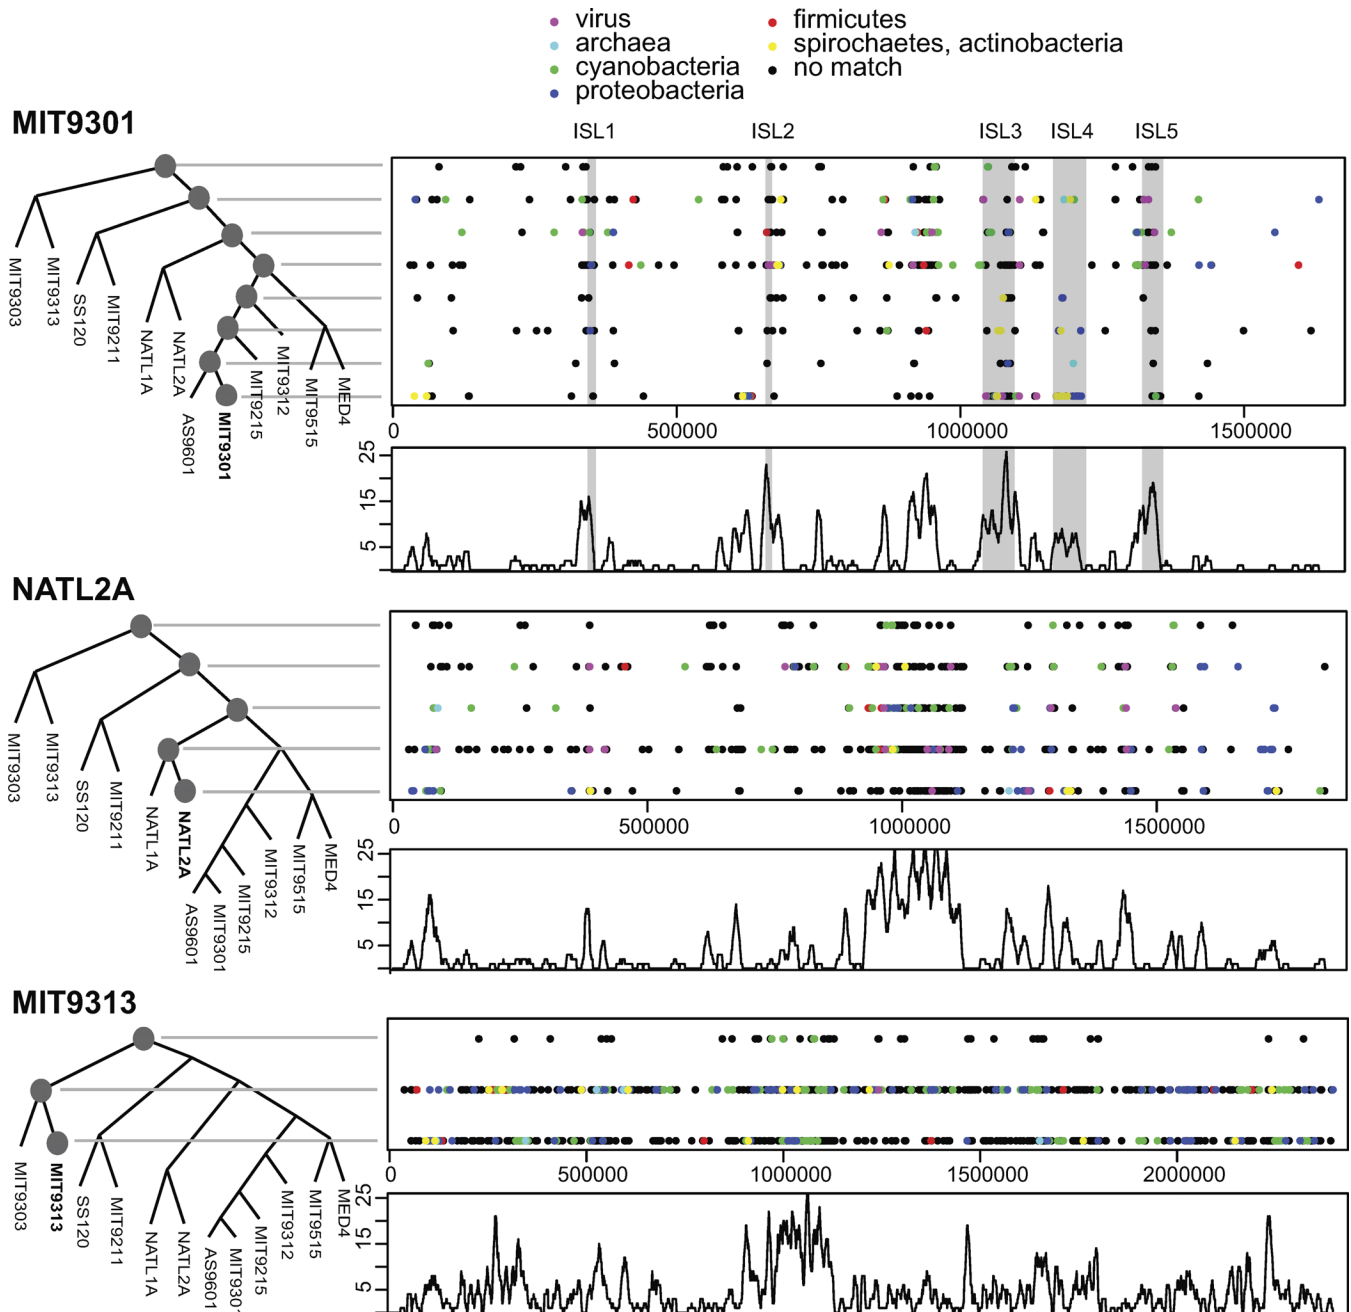 virus
archaea
cyanobacteria
proteobacteria
firmicutes
spirochaetes, actinobacteria
no match
MIT9301
ISL1
ISL2
ISL3
ISL4
ISL5
MIT9303
MIT9313
SS120
MIT9211
NATL1A
NATL2A
AS9601
MIT9301
MIT9215
MIT9312
MIT9515
MED4
0
500000
1000000
1500000
25
15
5
NATL2A
MIT9303
MIT9313
SS120
MIT9211
NATL1A
NATL2A
AS9601
MIT9301
MIT9215
MIT9312
MIT9515
MED4
0
500000
1000000
1500000
25
15
5
MIT9313
MIT9303
MIT9313
SS120
MIT9211
NATL1A
NATL2A
AS9601
MIT9215
MIT9312
MIT9515
MED4
0
500000
1000000
1500000
2000000
25
15
5